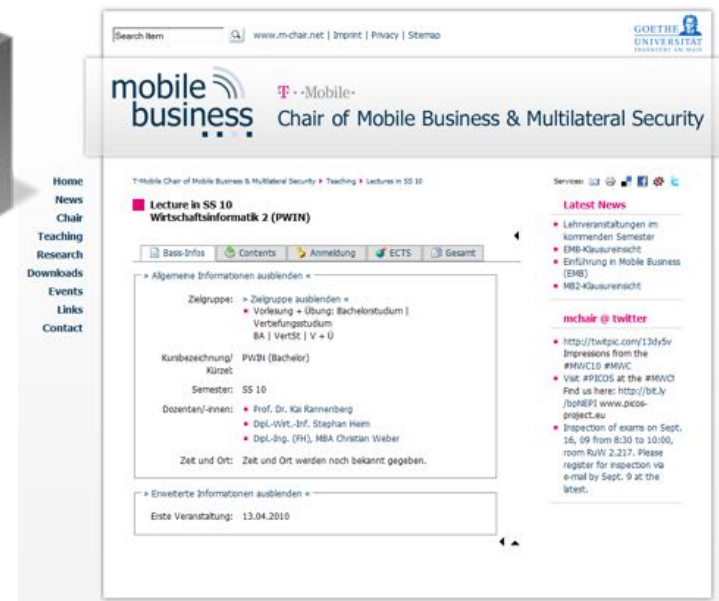 Search Item
www.m-chair.net | Imprint | Privacy | Sitemap
GOETHE
UNIVERSITÄT
FRANKFURT AM MAIN
mobile
business
T··Mobile·
Chair of Mobile Business & Multilateral Security
Home
News
Chair
Teaching
Research
Downloads
Events
Links
Contact
T-Mobile Chair of Mobile Business & Multilateral Security Teaching Lectures in SS 10
Lecture in SS 10
Wirtschaftsinformatik 2 (PWIN)
Basis-Infos Contents Anmeldung ECTS Gesamt
» Allgemeine Informationen ausblenden «
Zielgruppe: » Zielgruppe ausblenden «
Vorlesung + Übung: Bachelorstudium |
Vertiefungsstudium
BA | VertSt | V + Ü
Kursbezeichnung/ PWIN (Bachelor)
Kürzel:
Semester: SS 10
Dozenten/-innen: Prof. Dr. Kai Rannenberg
Dipl.-Wirt.-Inf. Stephan Heim
Dipl.-Ing. (FH), MBA Christian Weber
Zeit und Ort: Zeit und Ort werden noch bekannt gegeben.
» Erweiterte Informationen ausblenden «
Erste Veranstaltung: 13.04.2010
Services:
Latest News
Lehrveranstaltungen im
kommenden Semester
EMB-Klausureinsicht
Einführung in Mobile Business
(EMB)
MB2-Klausureinsicht
mchair @ twitter
http://twitpic.com/13dy5v
Impressions from the
#MWC10 #MWC
Visit #PICOS at the #MWC!
Find us here: http://bit.ly
/bpNEPI www.picos-
project.eu
Inspection of exams on Sept.
16, 09 from 8:30 to 10:00,
room RuW 2.217. Please
register for inspection via
e-mail by Sept. 9 at the
latest.